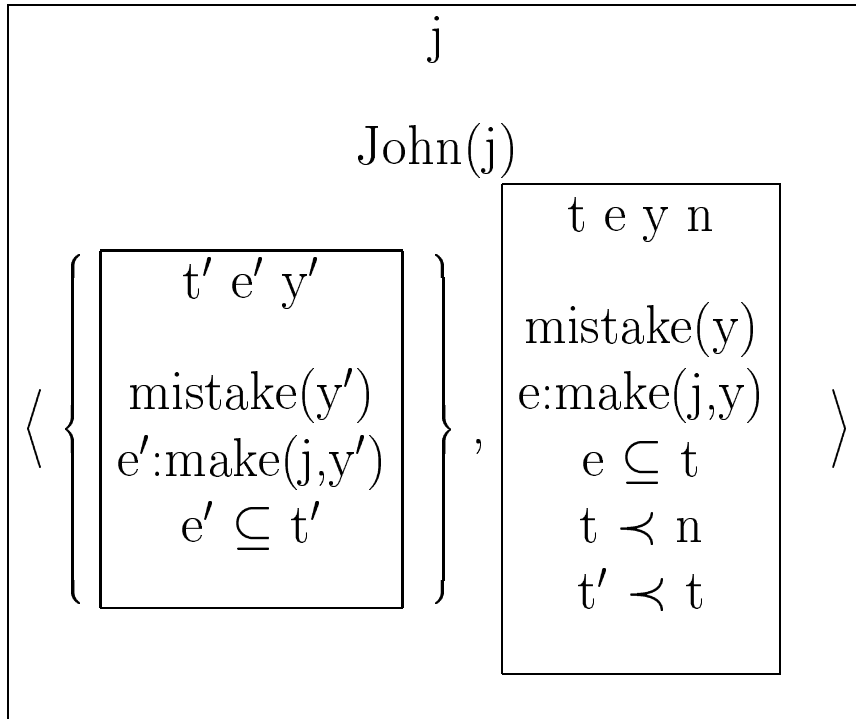 j
John(j)
⟨ { t′ e′ y′
mistake(y′)
e′:make(j,y′)
e′ ⊆ t′ } ,
t e y n
mistake(y)
e:make(j,y)
e ⊆ t
t ≺ n
t′ ≺ t ⟩